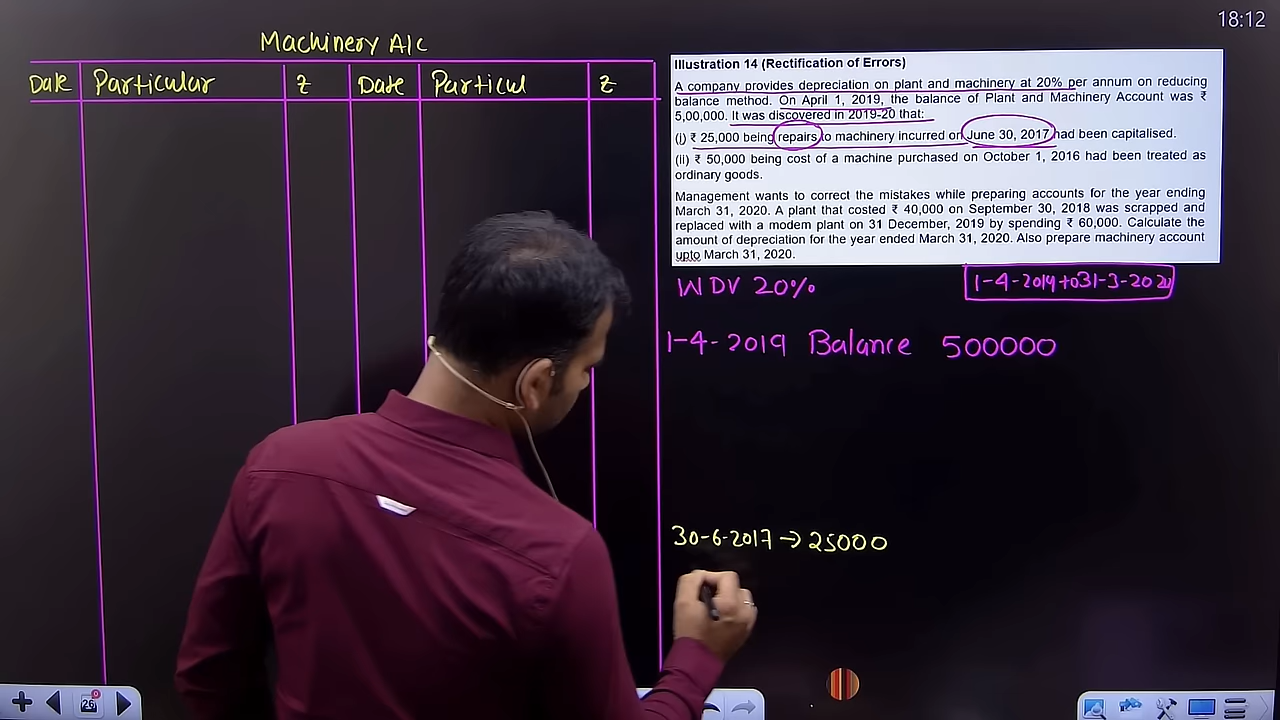 18:12
Machinery A/c
Date Particular ₹ Date Particul ₹
Illustration 14 (Rectification of Errors)
A company provides depreciation on plant and machinery at 20% per annum on reducing
balance method. On April 1, 2019, the balance of Plant and Machinery Account was ₹
5,00,000. It was discovered in 2019-20 that:
(i) ₹ 25,000 being repairs to machinery incurred on June 30, 2017 had been capitalised.
(ii) ₹ 50,000 being cost of a machine purchased on October 1, 2016 had been treated as
ordinary goods.
Management wants to correct the mistakes while preparing accounts for the year ending
March 31, 2020. A plant that costed ₹ 40,000 on September 30, 2018 was scrapped and
replaced with a modem plant on 31 December, 2019 by spending ₹ 60,000. Calculate the
amount of depreciation for the year ended March 31, 2020. Also prepare machinery account
upto March 31, 2020.
WDV 20% 1-4-2019 to 31-3-2020
1-4-2019 Balance 500000
30-6-2017 → 25000
26